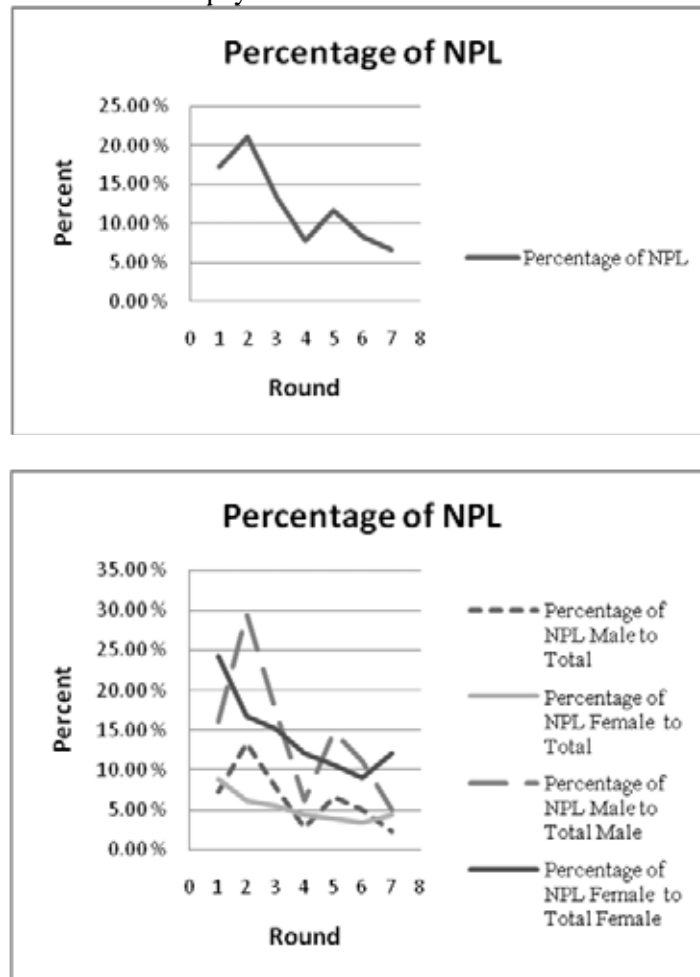 Percentage of NPL
25.00%
20.00%
15.00%
10.00%
5.00%
0.00%
Percent
0 1 2 3 4 5 6 7 8
Round
Percentage of NPL
Percentage of NPL
35.00%
30.00%
25.00%
20.00%
15.00%
10.00%
5.00%
0.00%
Percent
0 1 2 3 4 5 6 7 8
Round
Percentage of
NPL Male to
Total
Percentage of
NPL Female to
Total
Percentage of
NPL Male to
Total Male
Percentage of
NPL Female to
Total Female